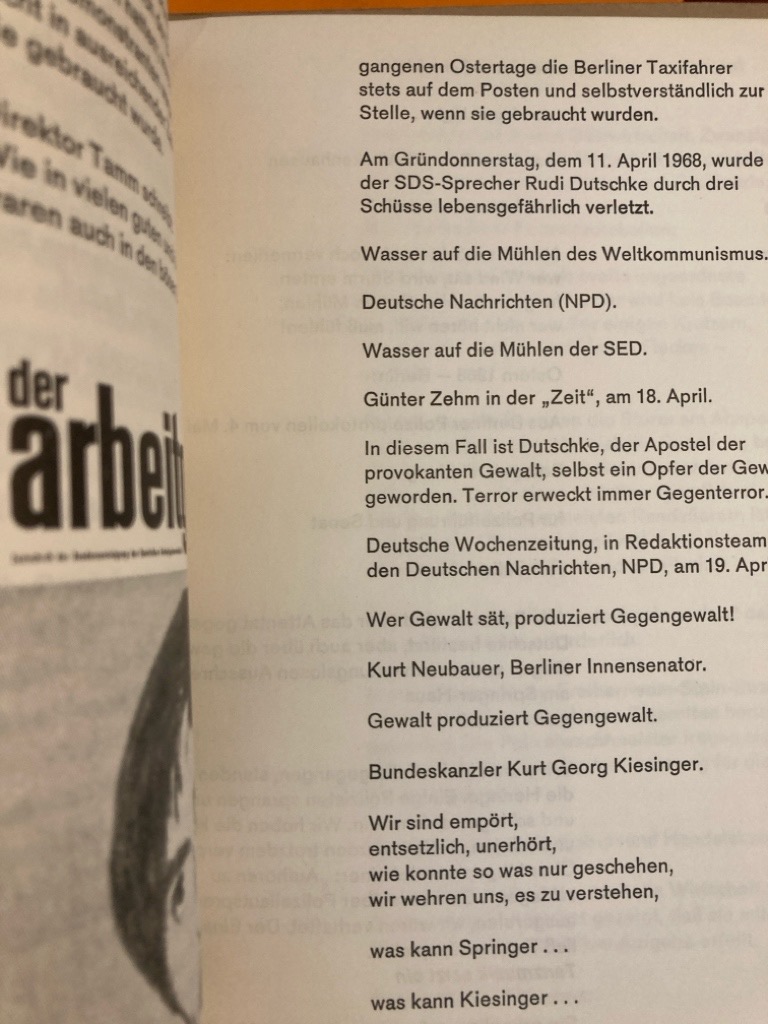 gebraucht
Direktor Tamm
Wie in vielen guten
waren auch in den
der
arbeit
gangenen Ostertage die Berliner Taxifahrer
stets auf dem Posten und selbstverständlich zur
Stelle, wenn sie gebraucht wurden.
Am Gründonnerstag, dem 11. April 1968, wurde
der SDS-Sprecher Rudi Dutschke durch drei
Schüsse lebensgefährlich verletzt.
Wasser auf die Mühlen des Weltkommunismus.
Deutsche Nachrichten (NPD).
Wasser auf die Mühlen der SED.
Günter Zehm in der „Zeit“, am 18. April.
In diesem Fall ist Dutschke, der Apostel der
provokanten Gewalt, selbst ein Opfer der Gew
geworden. Terror erweckt immer Gegenterror.
Deutsche Wochenzeitung, in Redaktionsteam
den Deutschen Nachrichten, NPD, am 19. Apr
Wer Gewalt sät, produziert Gegengewalt!
Kurt Neubauer, Berliner Innensenator.
Gewalt produziert Gegengewalt.
Bundeskanzler Kurt Georg Kiesinger.
Wir sind empört,
entsetzlich, unerhört,
wie konnte so was nur geschehen,
wir wehren uns, es zu verstehen,
was kann Springer . . .
was kann Kiesinger . . .